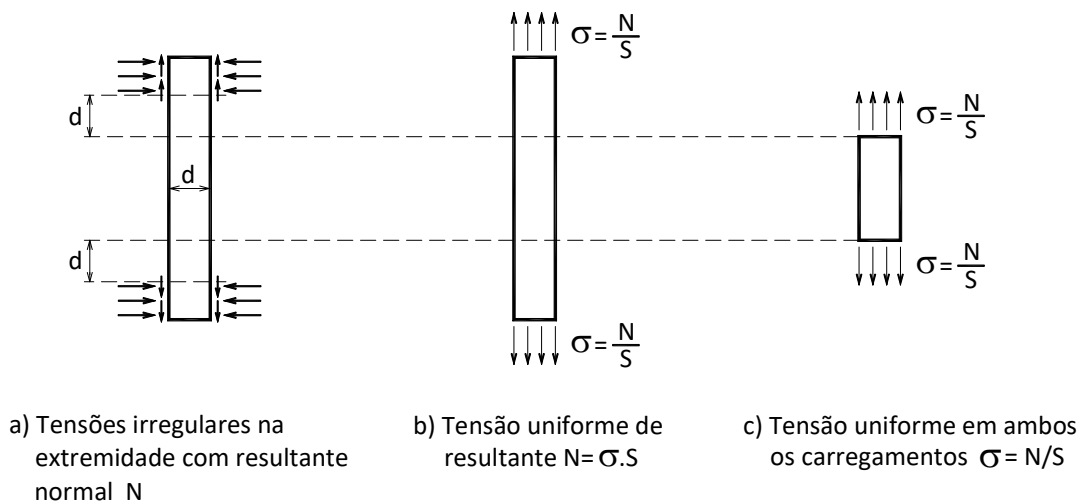 σ = N/S
σ = N/S
d
d
d
σ = N/S
σ = N/S
σ = N/S
a) Tensões irregulares na
extremidade com resultante
normal N
b) Tensão uniforme de
resultante N= σ.S
c) Tensão uniforme em ambos
os carregamentos σ = N/S